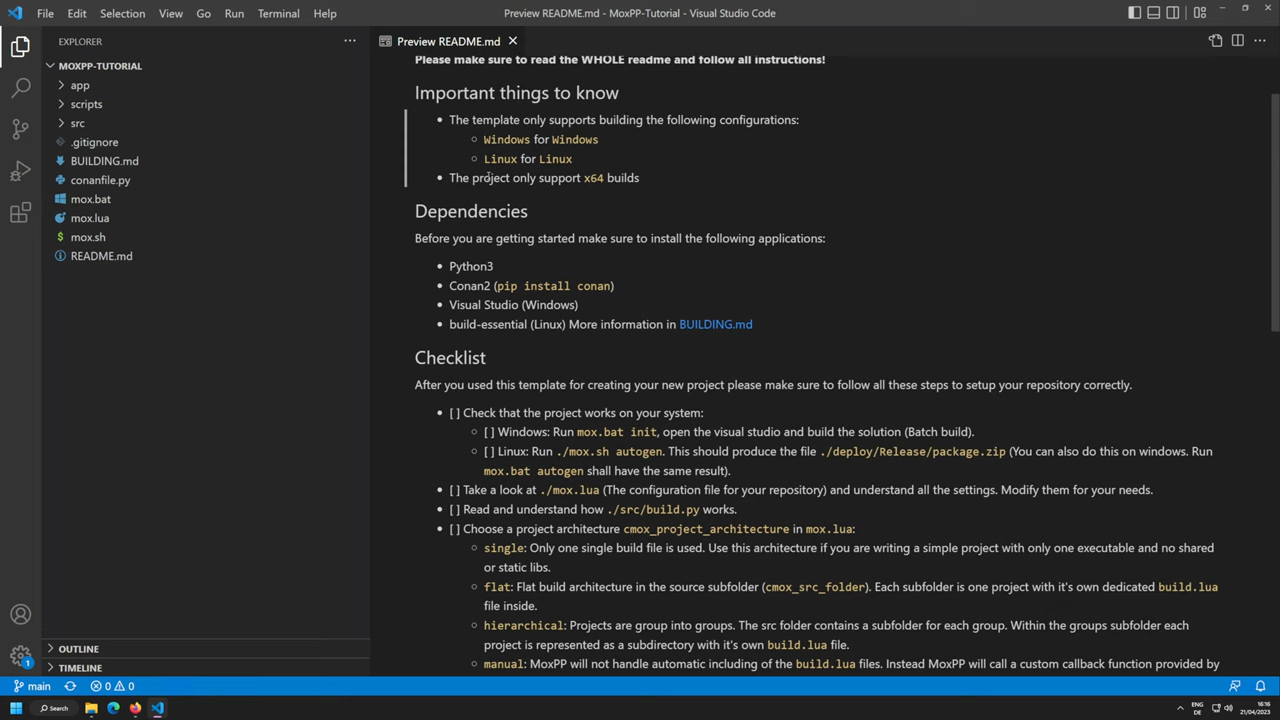 File Edit Selection View Go Run Terminal Help
Preview README.md - MoxPP-Tutorial - Visual Studio Code
EXPLORER
MOXPP-TUTORIAL
app
scripts
src
.gitignore
BUILDING.md
conanfile.py
mox.bat
mox.lua
$ mox.sh
README.md
OUTLINE
TIMELINE
Preview README.md
Please make sure to read the WHOLE readme and follow all instructions!
Important things to know
• The template only supports building the following configurations:
○ Windows for Windows
○ Linux for Linux
• The project only support x64 builds
Dependencies
Before you are getting started make sure to install the following applications:
• Python3
• Conan2 (pip install conan)
• Visual Studio (Windows)
• build-essential (Linux) More information in BUILDING.md
Checklist
After you used this template for creating your new project please make sure to follow all these steps to setup your repository correctly.
• [ ] Check that the project works on your system:
○ [ ] Windows: Run mox.bat init, open the visual studio and build the solution (Batch build).
○ [ ] Linux: Run ./mox.sh autogen. This should produce the file ./deploy/Release/package.zip (You can also do this on windows. Run
mox.bat autogen shall have the same result).
• [ ] Take a look at ./mox.lua (The configuration file for your repository) and understand all the settings. Modify them for your needs.
• [ ] Read and understand how ./src/build.py works.
• [ ] Choose a project architecture cmox_project_architecture in mox.lua:
○ single: Only one single build file is used. Use this architecture if you are writing a simple project with only one executable and no shared
or static libs.
○ flat: Flat build architecture in the source subfolder (cmox_src_folder). Each subfolder is one project with it's own dedicated build.lua
file inside.
○ hierarchical: Projects are group into groups. The src folder contains a subfolder for each group. Within the groups subfolder each
project is represented as a subdirectory with it's own build.lua file.
○ manual: MoxPP will not handle automatic including of the build.lua files. Instead MoxPP will call a custom callback function provided by
1
main 0 0
Search
ENG
DE
16:16
21/04/2023